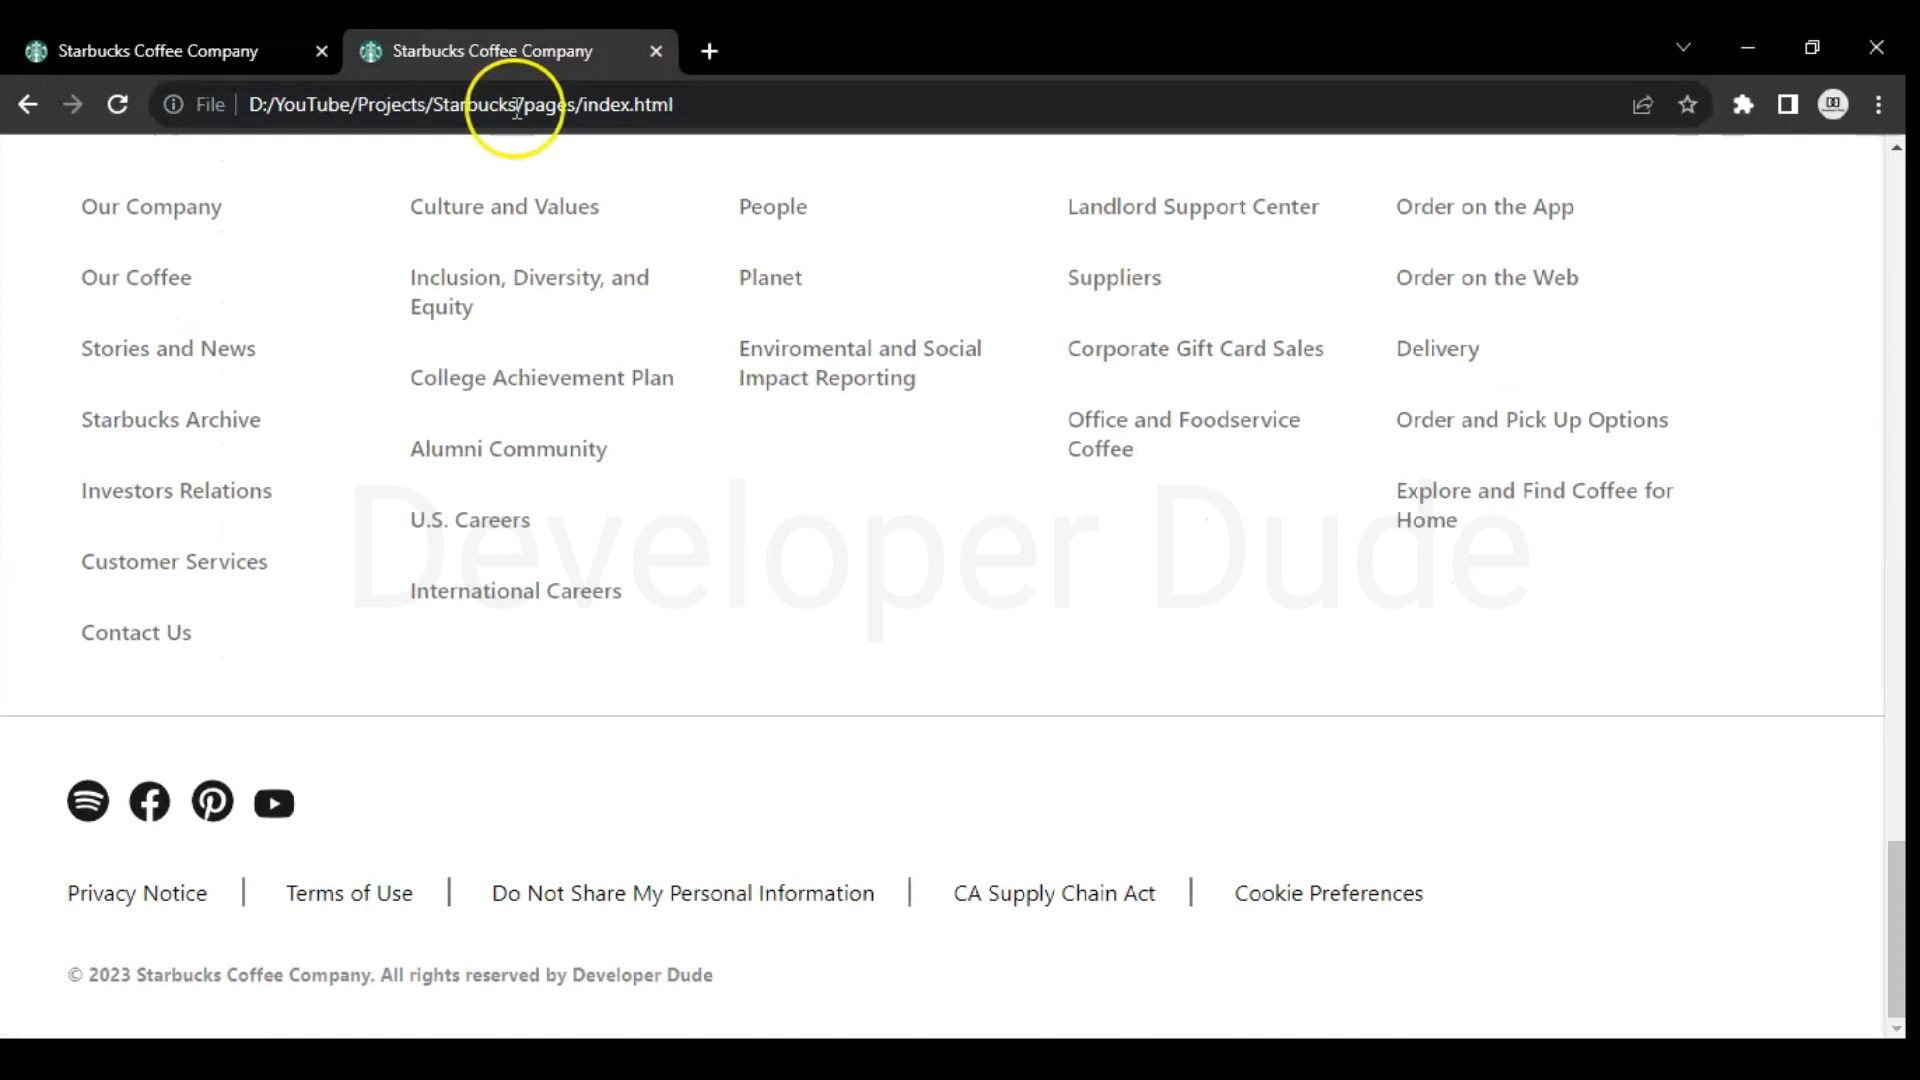 Starbucks Coffee Company
Starbucks Coffee Company
File D:/YouTube/Projects/Starbucks/pages/index.html
Our Company
Our Coffee
Stories and News
Starbucks Archive
Investors Relations
Customer Services
Contact Us
Culture and Values
Inclusion, Diversity, and
Equity
College Achievement Plan
Alumni Community
U.S. Careers
International Careers
People
Planet
Enviromental and Social
Impact Reporting
Landlord Support Center
Suppliers
Corporate Gift Card Sales
Office and Foodservice
Coffee
Order on the App
Order on the Web
Delivery
Order and Pick Up Options
Explore and Find Coffee for
Home
Developer Dude
Privacy Notice | Terms of Use | Do Not Share My Personal Information | CA Supply Chain Act | Cookie Preferences
© 2023 Starbucks Coffee Company. All rights reserved by Developer Dude